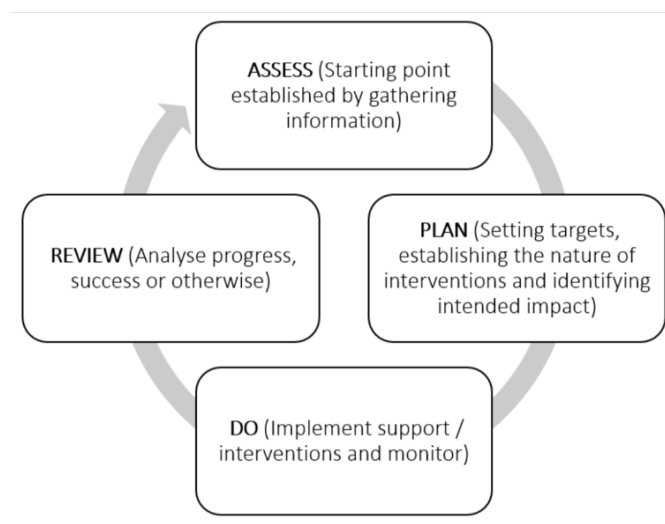 ASSESS (Starting point
established by gathering
information)
PLAN (Setting targets,
establishing the nature of
interventions and identifying
intended impact)
DO (Implement support /
interventions and monitor)
REVIEW (Analyse progress,
success or otherwise)